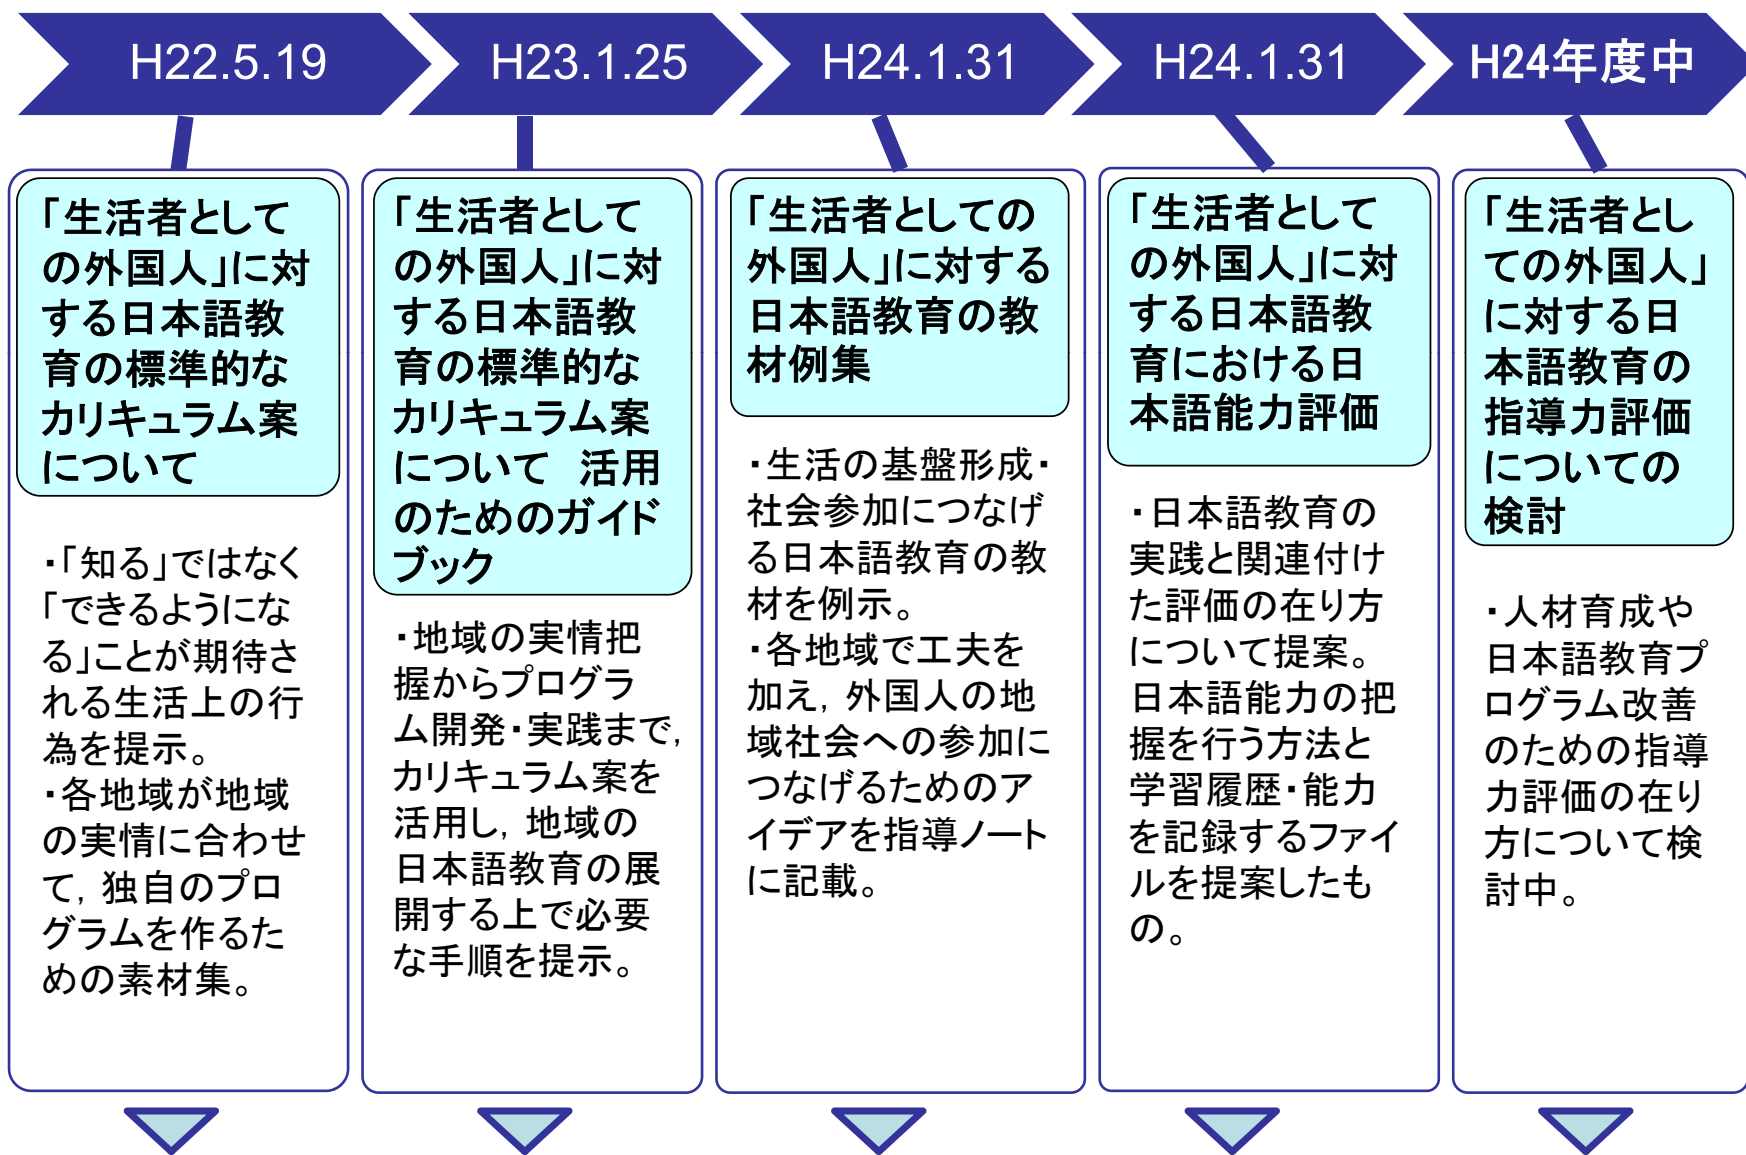 H22.5.19
H23.1.25
H24.1.31
H24.1.31
H24年度中
「生活者として
の外国人」に対
する日本語教
育の標準的な
カリキュラム案
について
・「知る」ではなく
「できるようにな
る」ことが期待さ
れる生活上の行
為を提示。
・各地域が地域
の実情に合わせ
て,独自のプロ
グラムを作るた
めの素材集。
「生活者として
の外国人」に対
する日本語教
育の標準的な
カリキュラム案
について　活用
のためのガイド
ブック
・地域の実情把
握からプログラ
ム開発・実践まで,
カリキュラム案を
活用し,地域の
日本語教育の展
開する上で必要
な手順を提示。
「生活者としての
外国人」に対する
日本語教育の教
材例集
・生活の基盤形成・
社会参加につなげ
る日本語教育の教
材を例示。
・各地域で工夫を
加え,外国人の地
域社会への参加に
つなげるためのア
イデアを指導ノート
に記載。
「生活者として
の外国人」に対
する日本語教
育における日
本語能力評価
・日本語教育の
実践と関連付け
た評価の在り方
について提案。
日本語能力の把
握を行う方法と
学習履歴・能力
を記録するファイ
ルを提案したも
の。
「生活者とし
ての外国人」
に対する日
本語教育の
指導力評価
についての
検討
・人材育成や
日本語教育プ
ログラム改善
のための指導
力評価の在り
方について検
討中。